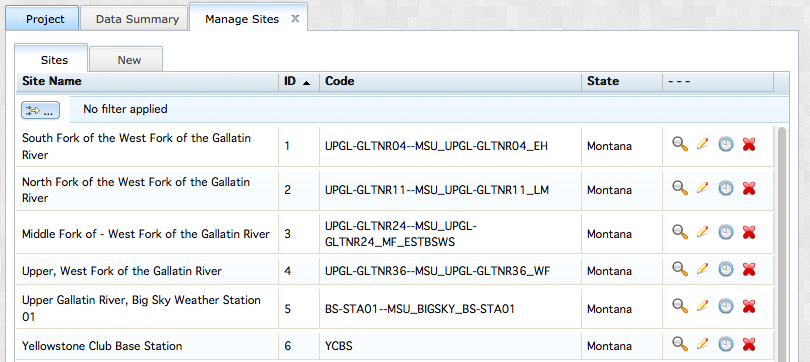 Project Data Summary Manage Sites X
Sites New
Site Name ID Code State - - -
... No filter applied
South Fork of the West Fork of the Gallatin
River 1 UPGL-GLTNR04--MSU_UPGL-GLTNR04_EH Montana
North Fork of the West Fork of the Gallatin
River 2 UPGL-GLTNR11--MSU_UPGL-GLTNR11_LM Montana
Middle Fork of - West Fork of the Gallatin River 3 UPGL-GLTNR24--MSU_UPGL-
GLTNR24_MF_ESTBSWS Montana
Upper, West Fork of the Gallatin River 4 UPGL-GLTNR36--MSU_UPGL-GLTNR36_WF Montana
Upper Gallatin River, Big Sky Weather Station
01 5 BS-STA01--MSU_BIGSKY_BS-STA01 Montana
Yellowstone Club Base Station 6 YCBS Montana